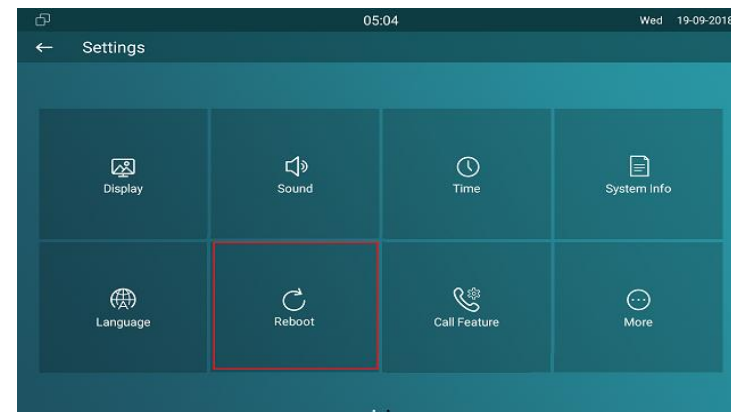 05:04 Wed 19-09-2018
Settings
Display Sound Time System Info
Language Reboot Call Feature More